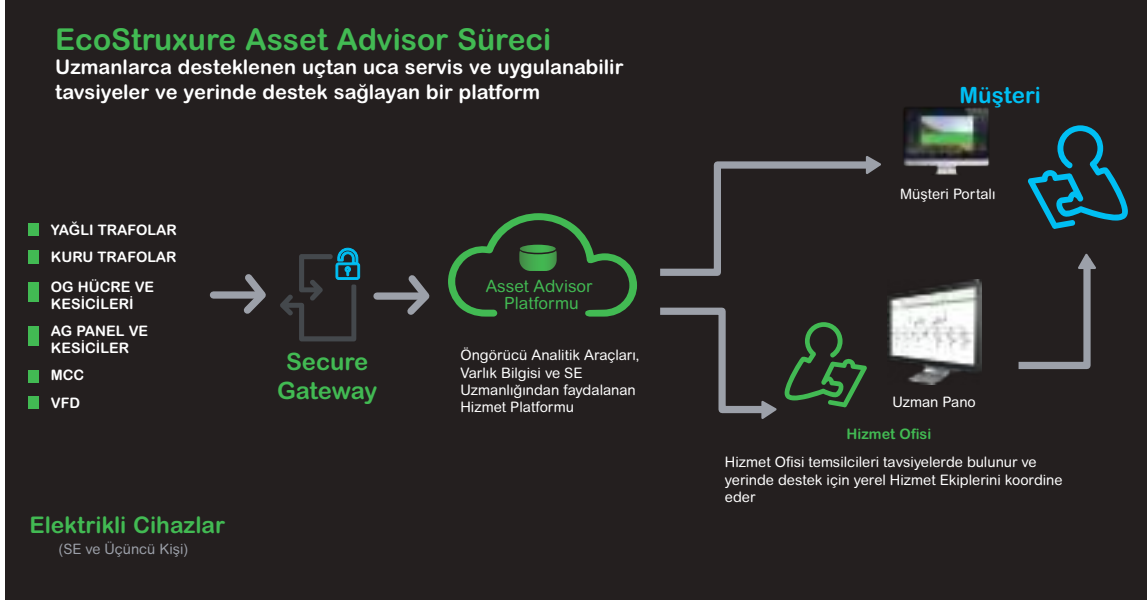 EcoStruxure Asset Advisor Süreci
Uzmanlarca desteklenen uçtan uca servis ve uygulanabilir
tavsiyeler ve yerinde destek sağlayan bir platform
Müşteri
Müşteri Portalı
YAĞLI TRAFOLAR
KURU TRAFOLAR
OG HÜCRE VE
KESİCİLERİ
AG PANEL VE
KESİCİLER
MCC
VFD
Secure
Gateway
Asset Advisor
Platformu
Öngörücü Analitik Araçları,
Varlık Bilgisi ve SE
Uzmanlığından faydalanan
Hizmet Platformu
Uzman Pano
Hizmet Ofisi
Hizmet Ofisi temsilcileri tavsiyelerde bulunur ve
yerinde destek için yerel Hizmet Ekiplerini koordine
eder
Elektrikli Cihazlar
(SE ve Üçüncü Kişi)